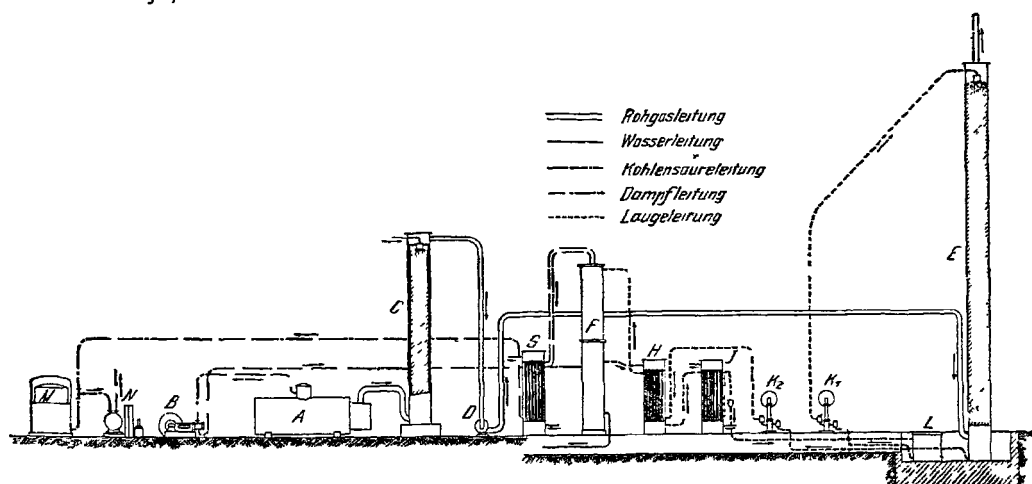 Rohgasleitung
Wasserleitung
Kohlensäureleitung
Dampfleitung
Laugeleitung
E
C
F
G
H
J
K2
K1
M
N
B
A
D
L